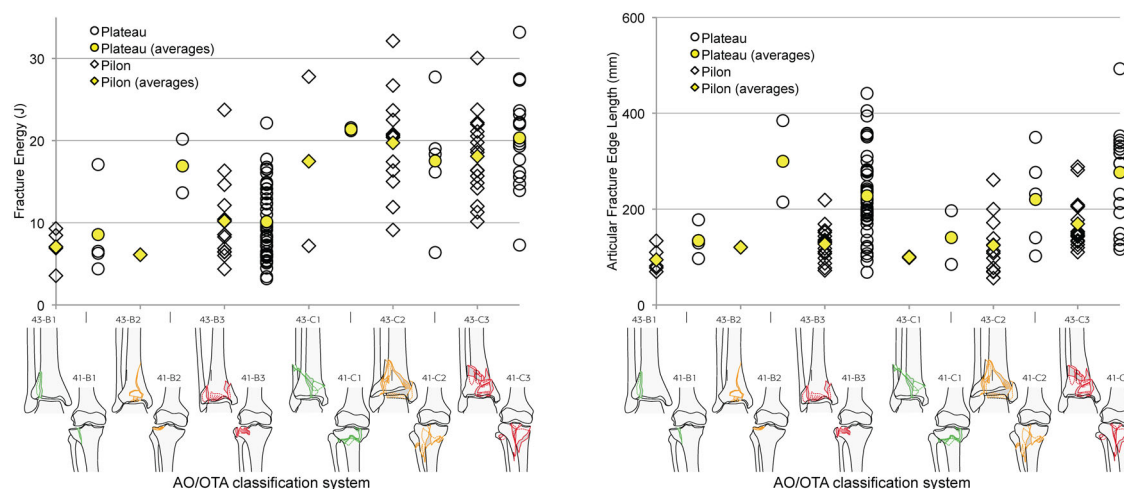 Fracture Energy (J)
30
20
10
0
Plateau
Plateau (averages)
Pilon
Pilon (averages)
43-B1
43-B2
43-B3
43-C1
43-C2
43-C3
41-B1
41-B2
41-B3
41-C1
41-C2
41-C3
AO/OTA classification system
Articular Fracture Edge Length (mm)
600
400
200
0
Plateau
Plateau (averages)
Pilon
Pilon (averages)
43-B1
43-B2
43-B3
43-C1
43-C2
43-C3
41-B1
41-B2
41-B3
41-C1
41-C2
41-C
AO/OTA classification system